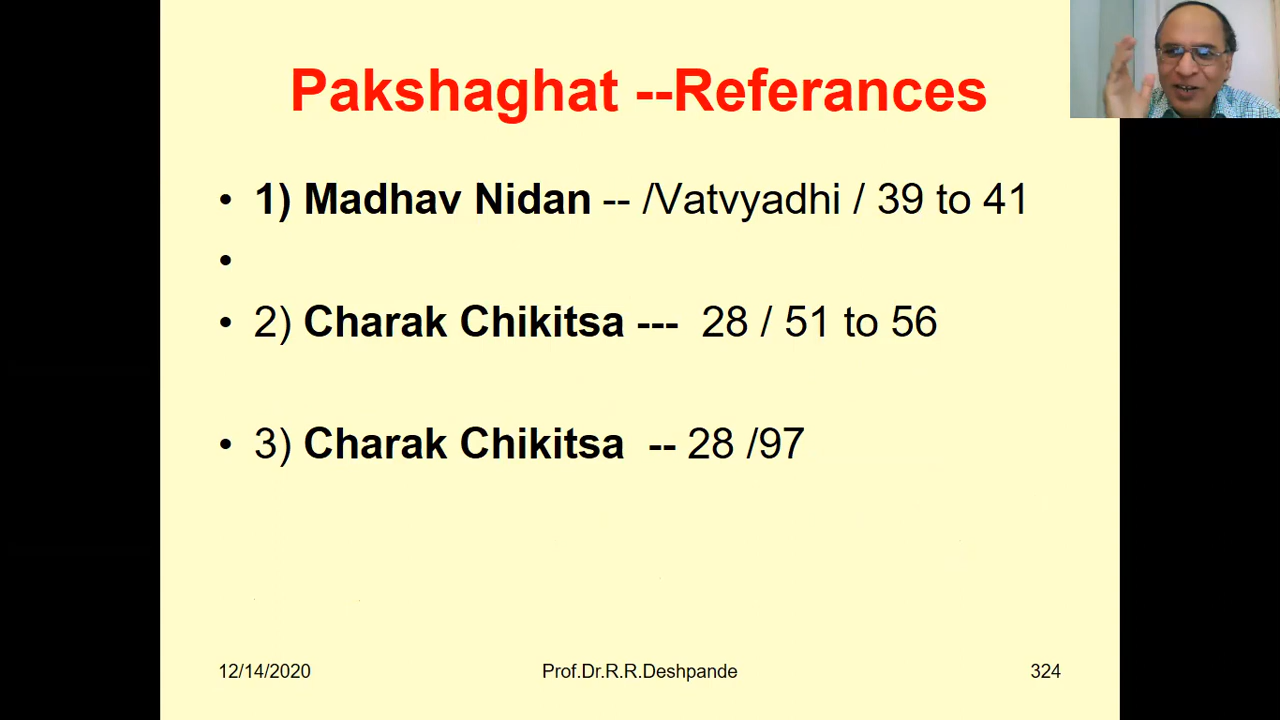 Pakshaghat --Referances
• 1) Madhav Nidan -- /Vatvyadhi / 39 to 41
•
• 2) Charak Chikitsa --- 28 / 51 to 56
• 3) Charak Chikitsa -- 28 /97
12/14/2020 Prof.Dr.R.R.Deshpande 324